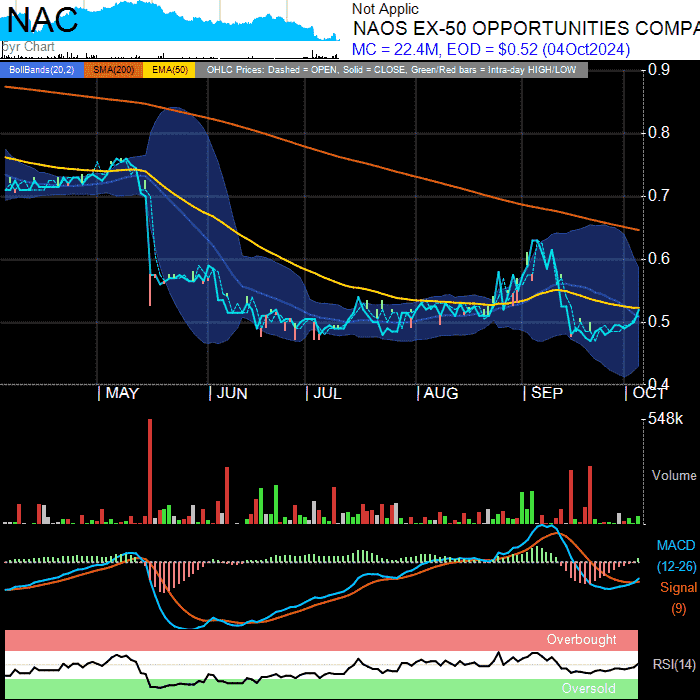 NAC
byr Chart
Not Applic
NAOS EX-50 OPPORTUNITIES COMPA
MC = 22.4M, EOD = $0.52 (04Oct2024)
BollBands(20,2) SMA(200) EMA(50) OHLC Prices: Dashed = OPEN, Solid = CLOSE, Green/Red bars = Intra-day HIGH/LOW
0.9
0.8
0.7
0.6
0.5
0.4
MAY JUN JUL AUG SEP OCT
548k
Volume
MACD
(12-26)
Signal
(9)
Overbought
RSI(14)
Oversold